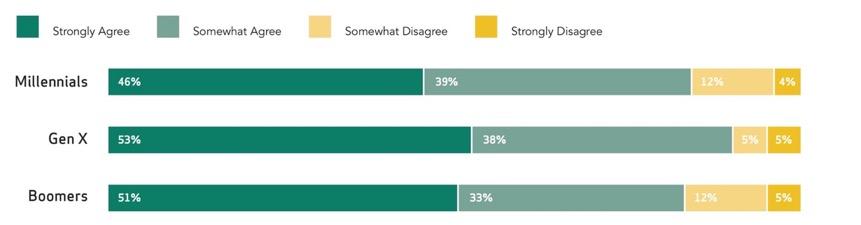 Strongly Agree Somewhat Agree Somewhat Disagree Strongly Disagree
Millennials 46% 39% 12% 4%
Gen X 53% 38% 5% 5%
Boomers 51% 33% 12% 5%